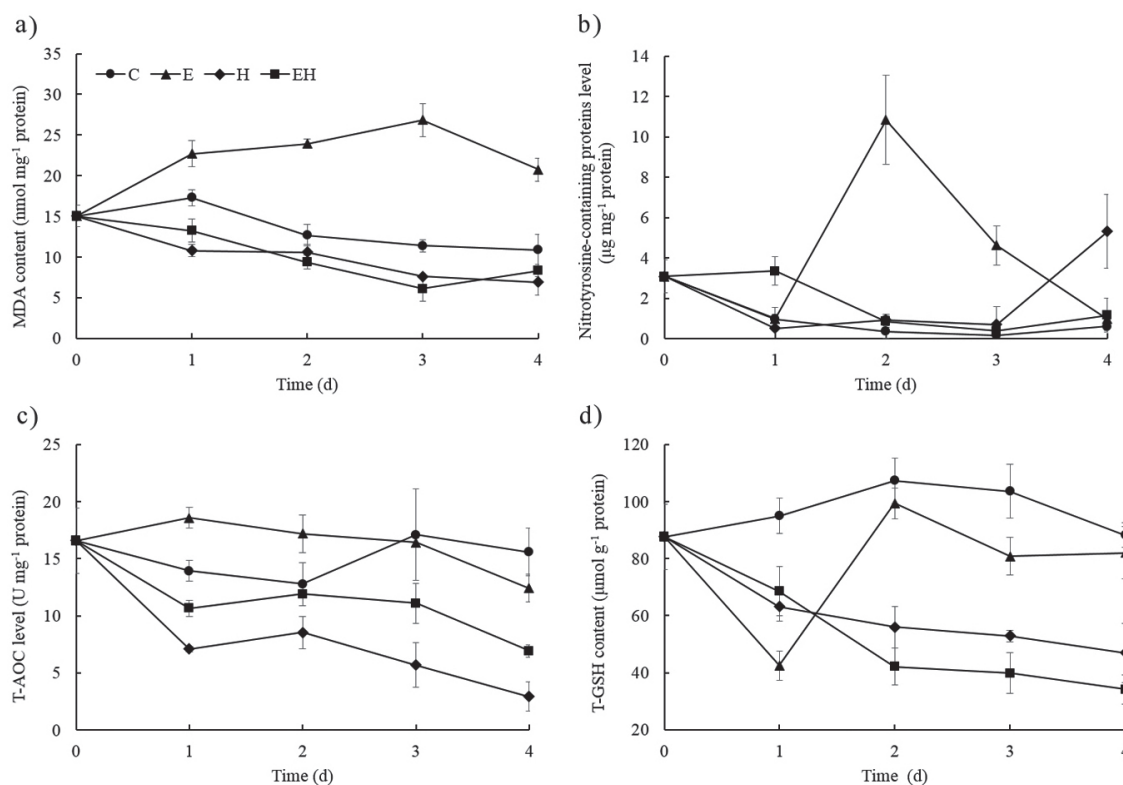 a)
35
30
25
20
15
10
5
0
C E H EH
MDA content (nmol mg⁻¹ protein)
0 1 2 3 4
Time (d)
b)
14
12
10
8
6
4
2
0
Nitrotyrosine-containing proteins level
(µg mg⁻¹ protein)
0 1 2 3 4
Time (d)
c)
25
20
15
10
5
0
T-AOC level (U mg⁻¹ protein)
0 1 2 3 4
Time (d)
d)
120
100
80
60
40
20
T-GSH content (µmol g⁻¹ protein)
0 1 2 3 4
Time (d)